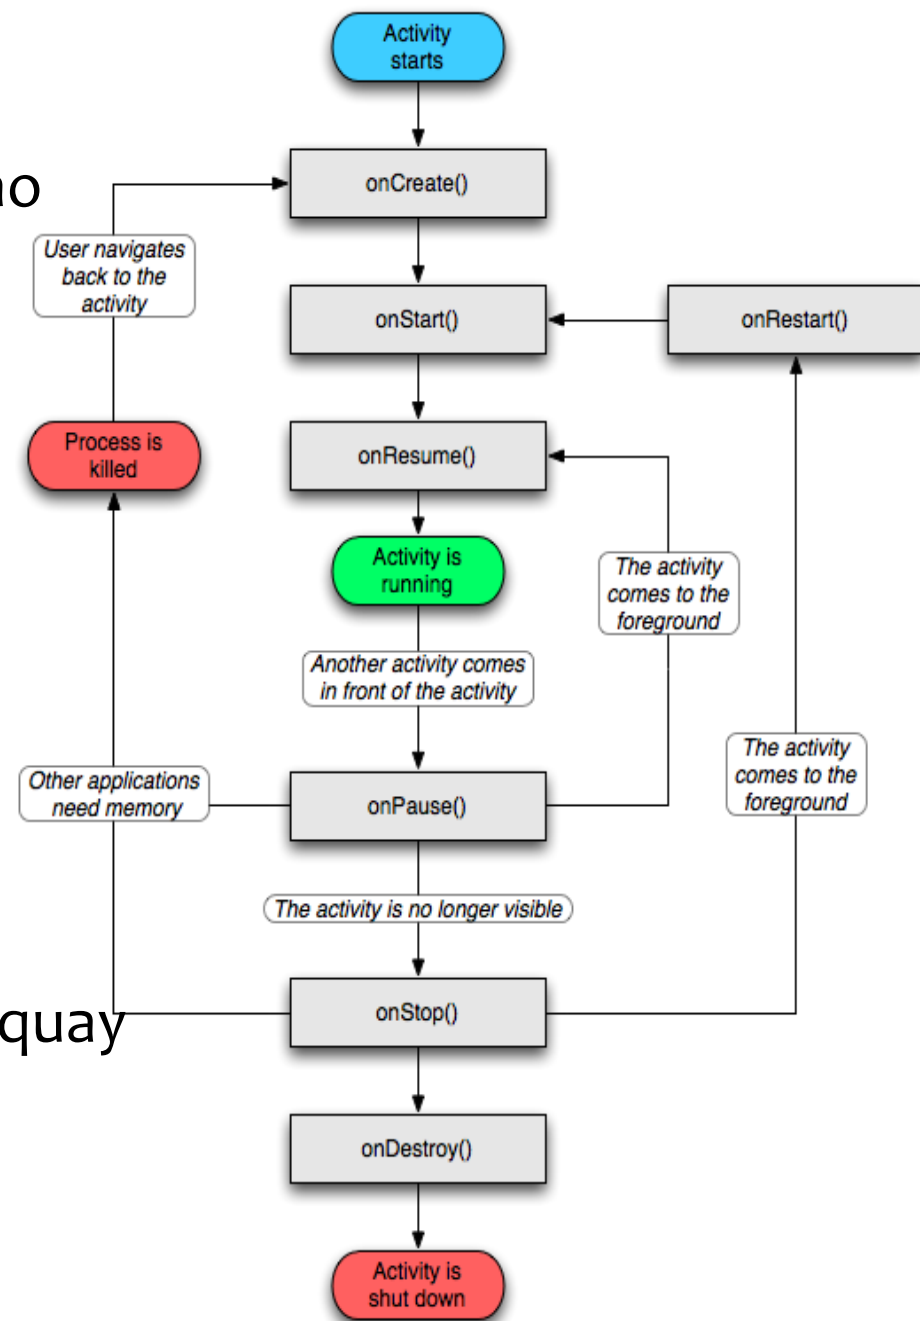 Activity
starts
ao
onCreate()
User navigates
back to the
activity
onStart()
onRestart()
Process is
killed
onResume()
Activity is
running
The activity
comes to the
foreground
Another activity comes
in front of the activity
The activity
comes to the
foreground
Other applications
need memory
onPause()
The activity is no longer visible
quay
onStop()
onDestroy()
Activity is
shut down